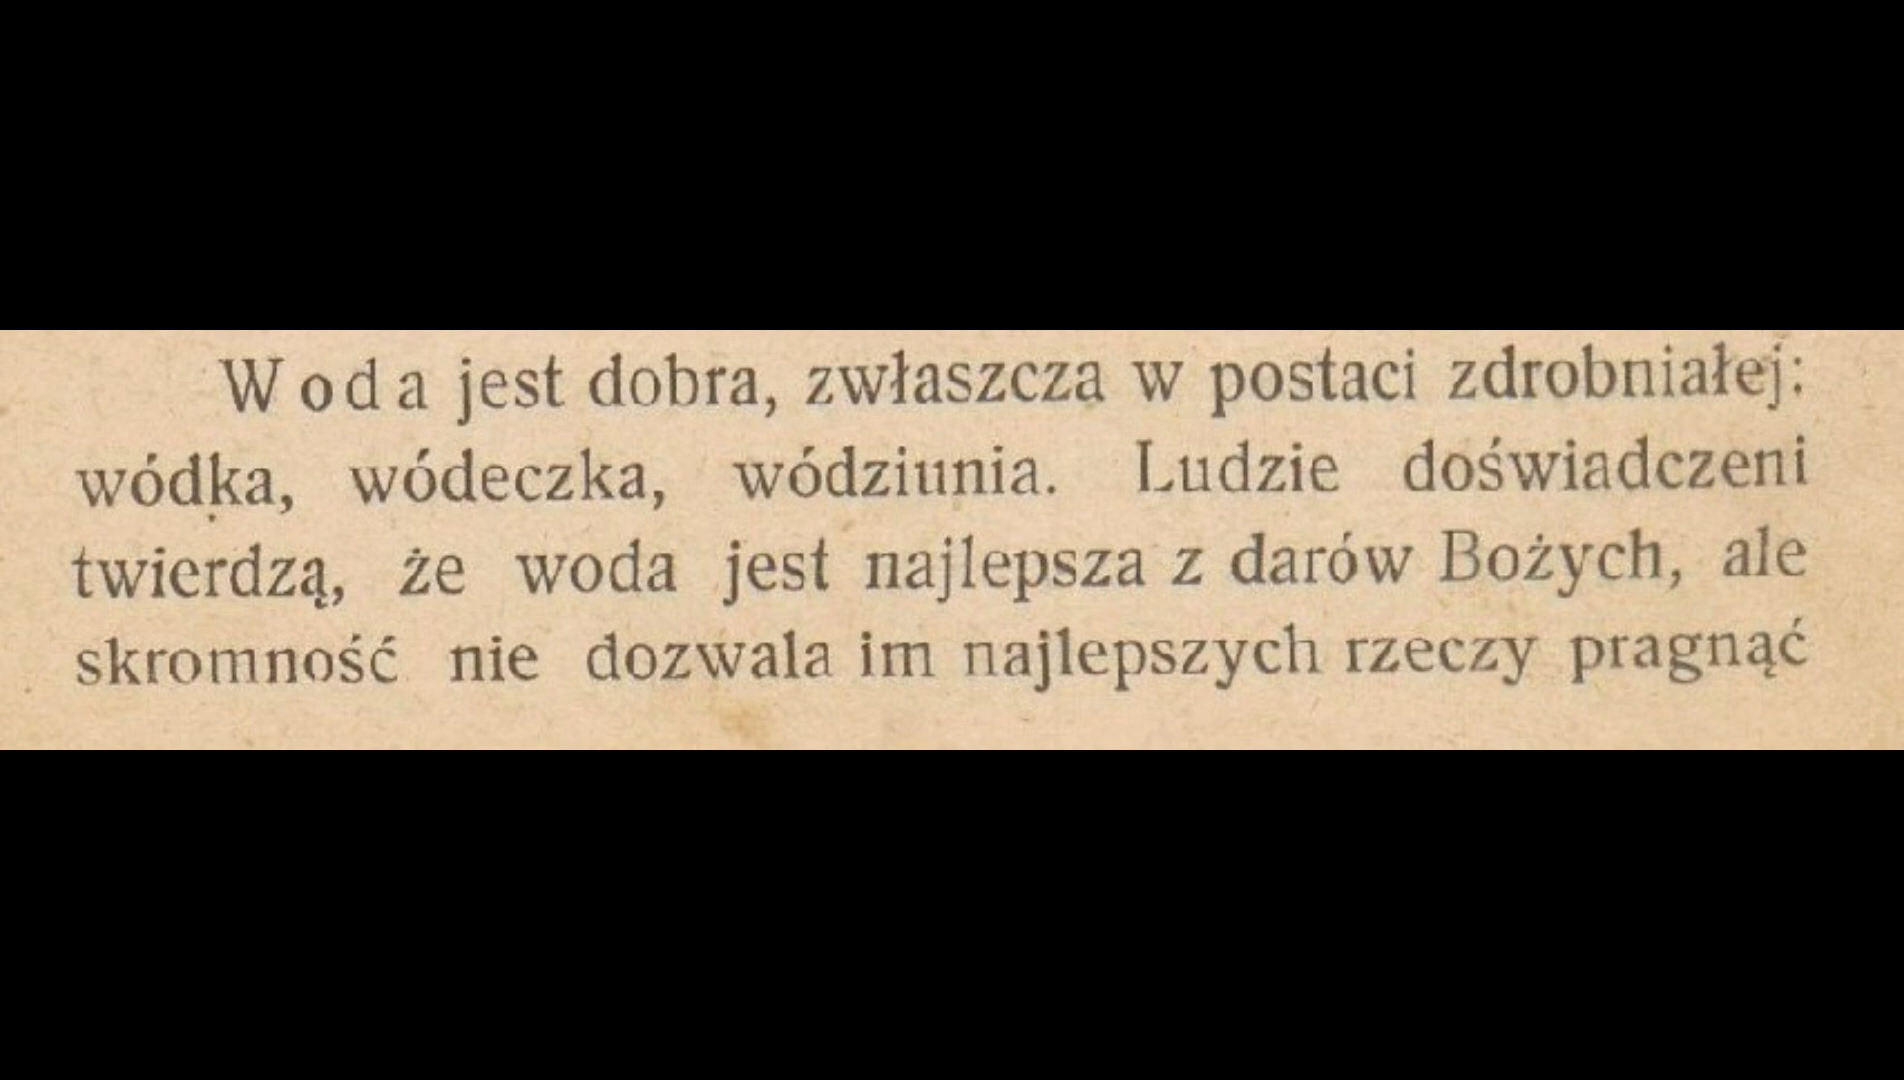 Woda jest dobra, zwłaszcza w postaci zdrobniałej:
wódka, wódeczka, wódziunia. Ludzie doświadczeni
twierdzą, że woda jest najlepsza z darów Bożych, ale
skromność nie dozwala im najlepszych rzeczy pragnąć